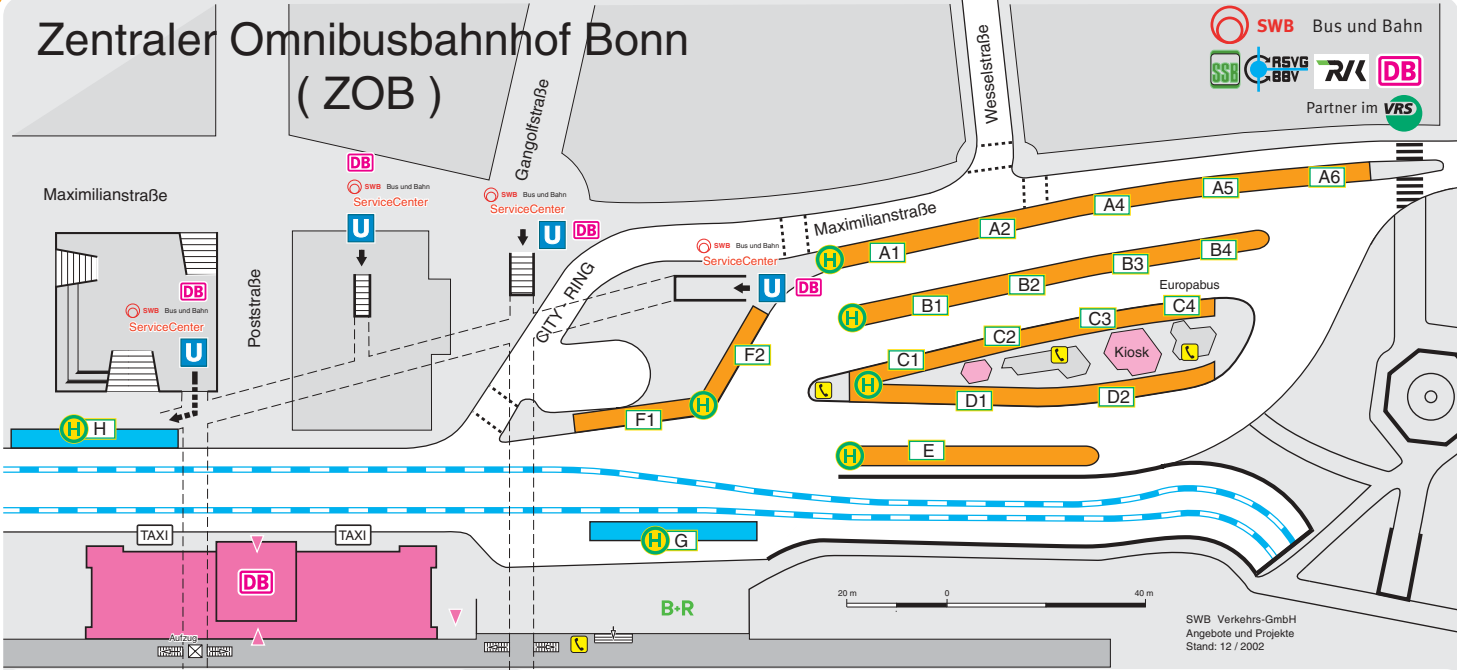 Zentraler Omnibusbahnhof Bonn
( ZOB )
SWB Bus und Bahn
SSB
RSVG
BBV
RVK
DB
Partner im VRS
Wesselstraße
Gangolfstraße
Maximilianstraße
DB
SWB Bus und Bahn
ServiceCenter
U
SWB Bus und Bahn
ServiceCenter
U
DB
Maximilianstraße
SWB Bus und Bahn
ServiceCenter
U
DB
DB
SWB Bus und Bahn
ServiceCenter
U
Poststraße
CITY - RING
H
A1
A2
A4
A5
A6
H
B1
B2
B3
B4
Europabus
H
C1
C2
C3
C4
Kiosk
D1
D2
H
E
F2
H
F1
H
H
H
G
TAXI
TAXI
DB
Aufzug
B+R
20 m
0
40 m
SWB Verkehrs-GmbH
Angebote und Projekte
Stand: 12 / 2002